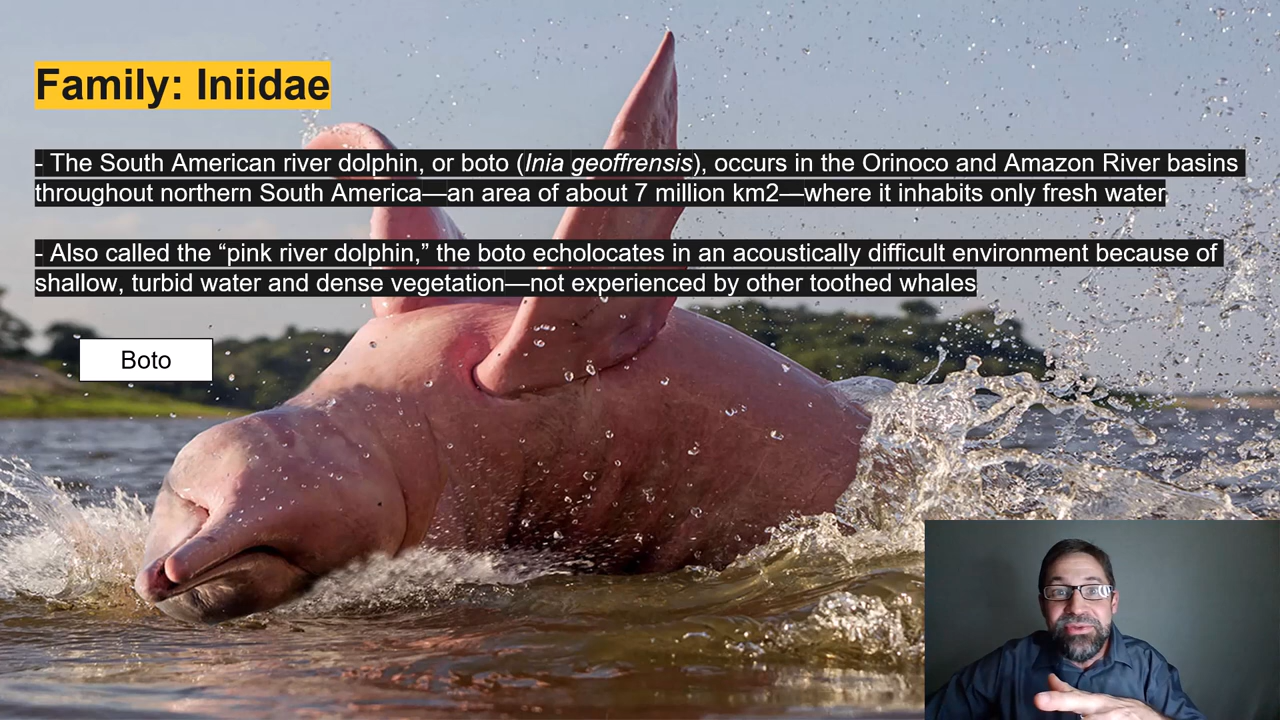 Family: Iniidae
- The South American river dolphin, or boto (Inia geoffrensis), occurs in the Orinoco and Amazon River basins
throughout northern South America—an area of about 7 million km2—where it inhabits only fresh water.
- Also called the “pink river dolphin,” the boto echolocates in an acoustically difficult environment because of
shallow, turbid water and dense vegetation—not experienced by other toothed whales
Boto